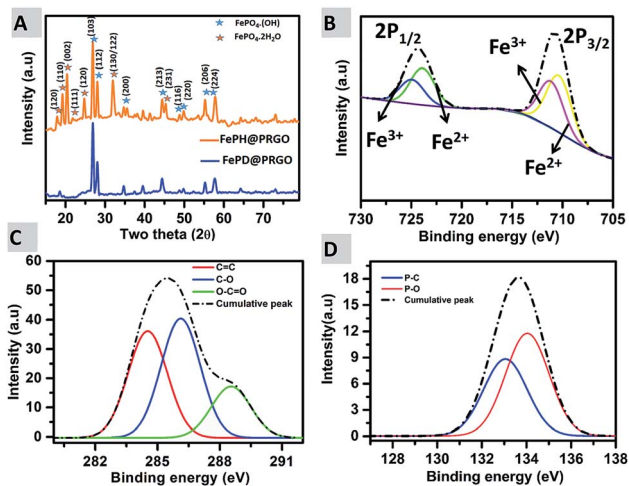 A
FePO₄.(OH)
FePO₄.2H₂O
(120)
(110)
(002)
(111)
(120)
(103)
(112)
(130/122)
(200)
(213)
(231)
(116)
(220)
(206)
(224)
FePH@PRGO
FePD@PRGO
Intensity (a.u)
20 30 40 50 60 70
Two theta (2θ)
B
2P₁/₂
2P₃/₂
Fe³⁺
Fe³⁺
Fe²⁺
Fe²⁺
Intensity (a.u)
730 725 720 715 710 705
Binding energy (eV)
C
C=C
C-O
O-C=O
Cumulative peak
60
50
40
30
20
10
0
Intensity (a.u)
282 285 288 291
Binding energy (eV)
D
P-C
P-O
Cumulative peak
18
15
12
9
6
3
0
Intensity(a.u)
128 130 132 134 136 138
Binding energy (eV)